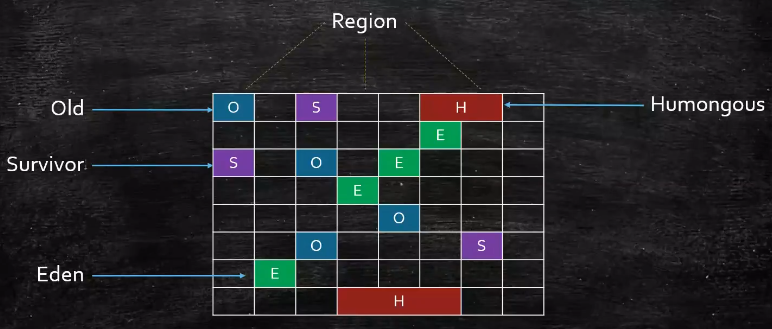 Region
Old
O S H
Humongous
E
Survivor
S O E
E
O
O S
Eden
E
H